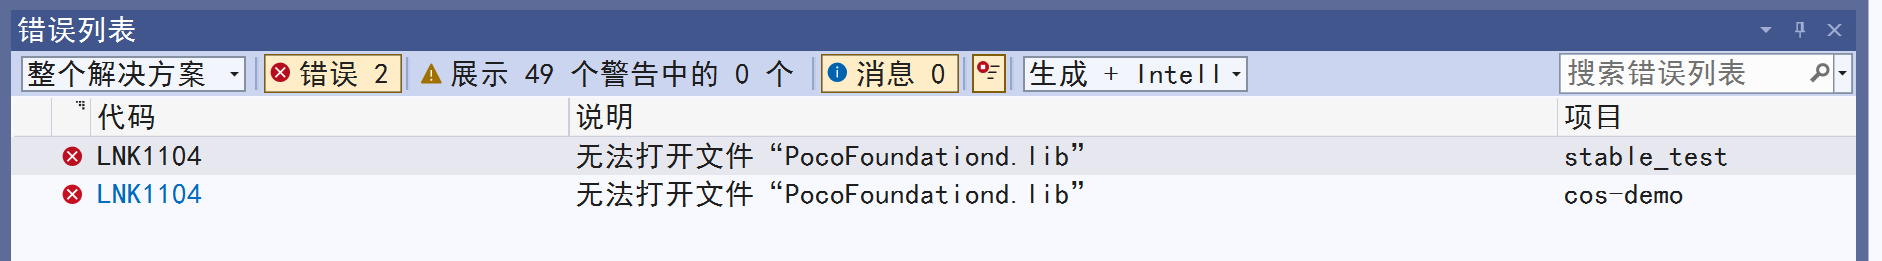 错误列表
整个解决方案 错误 2 展示 49 个警告中的 0 个 消息 0 生成 + Intell 搜索错误列表
代码 说明 项目
LNK1104 无法打开文件“PocoFoundationd.lib” stable_test
LNK1104 无法打开文件“PocoFoundationd.lib” cos-demo